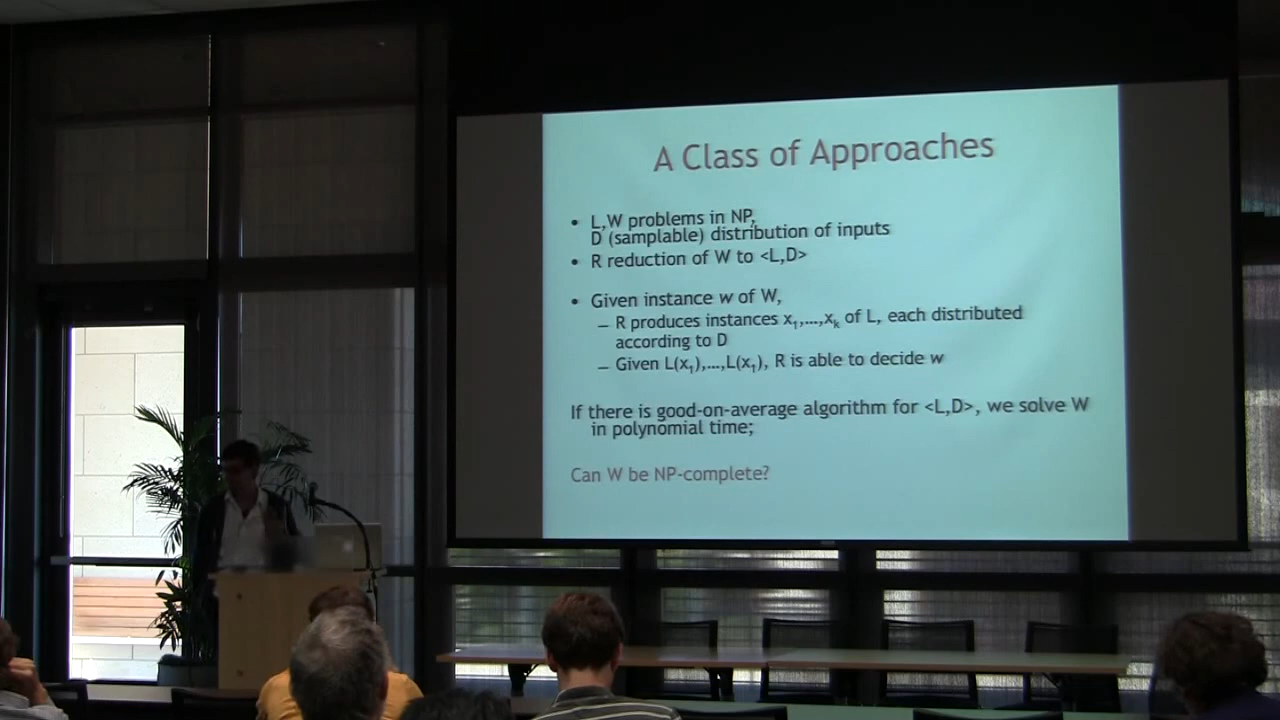 A Class of Approaches
• L,W problems in NP,
D (samplable) distribution of inputs
• R reduction of W to <L,D>
• Given instance w of W,
– R produces instances x₁,...,xₖ of L, each distributed
according to D
– Given L(x₁),...,L(x₁), R is able to decide w
If there is good-on-average algorithm for <L,D>, we solve W
in polynomial time;
Can W be NP-complete?